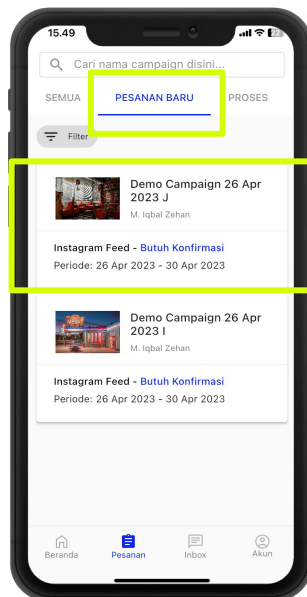 15.49
22
Cari nama campaign disini...
SEMUA
PESANAN BARU
PROSES
Filter
Demo Campaign 26 Apr
2023 J
M. Iqbal Zehan
Instagram Feed - Butuh Konfirmasi
Periode: 26 Apr 2023 - 30 Apr 2023
Demo Campaign 26 Apr
2023 I
M. Iqbal Zehan
Instagram Feed - Butuh Konfirmasi
Periode: 26 Apr 2023 - 30 Apr 2023
Beranda
Pesanan
Inbox
Akun